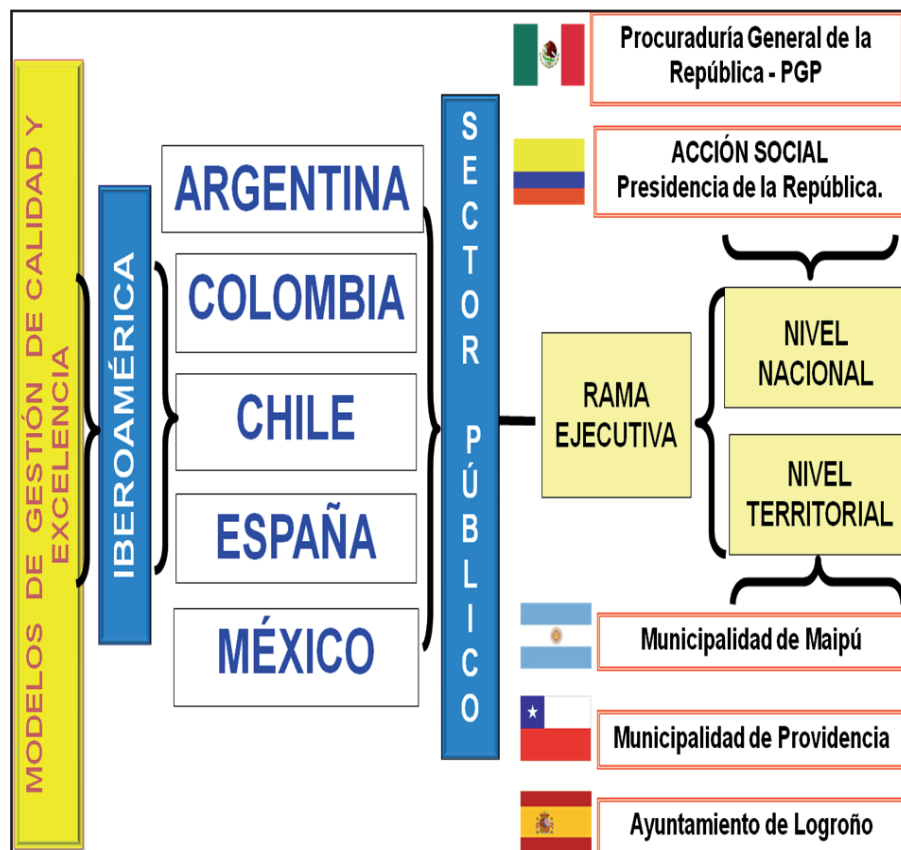 MODELOS DE GESTIÓN DE CALIDAD Y
EXCELENCIA
IBEROAMÉRICA
ARGENTINA
COLOMBIA
CHILE
ESPAÑA
MÉXICO
SECTOR PÚBLICO
RAMA
EJECUTIVA
Procuraduría General de la
República - PGP
ACCIÓN SOCIAL
Presidencia de la República.
NIVEL
NACIONAL
NIVEL
TERRITORIAL
Municipalidad de Maipú
Municipalidad de Providencia
Ayuntamiento de Logroño